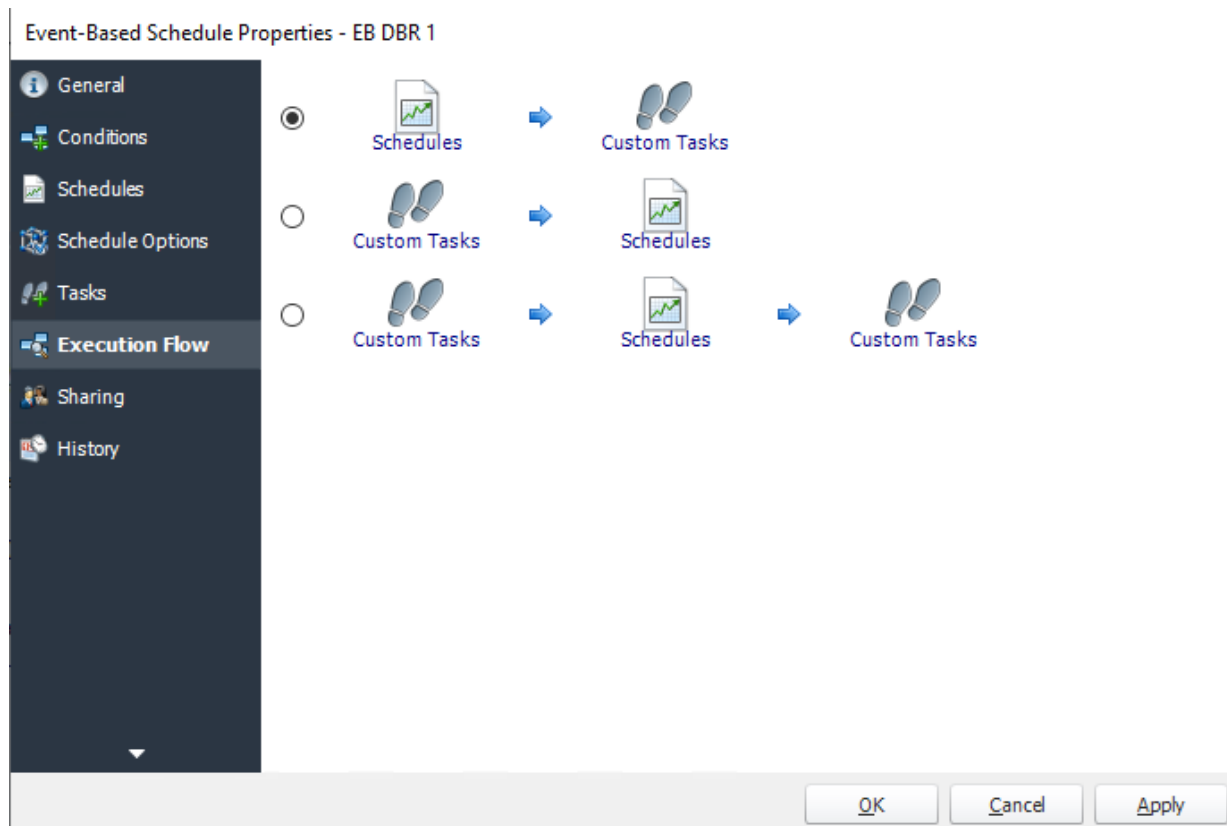 Event-Based Schedule Properties - EB DBR 1
General
Conditions
Schedules
Schedule Options
Tasks
Execution Flow
Sharing
History
Schedules Custom Tasks
Custom Tasks Schedules
Custom Tasks Schedules Custom Tasks
OK Cancel Apply